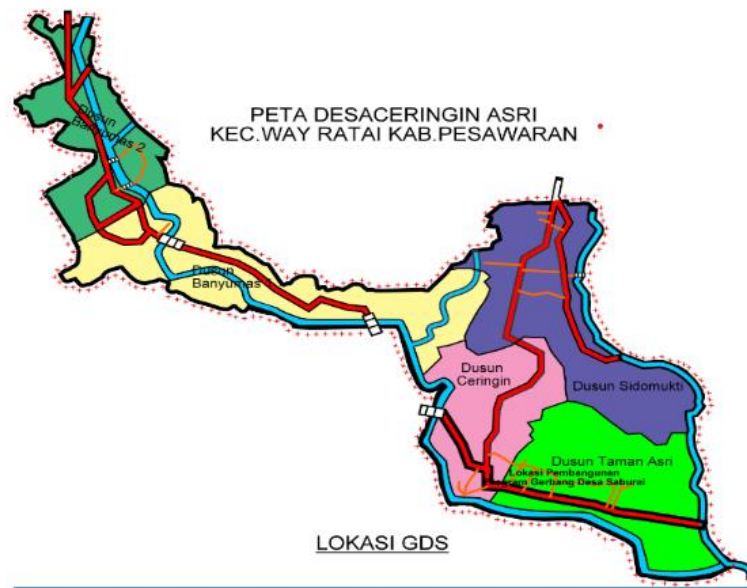 PETA DESACERINGIN ASRI
KEC.WAY RATAI KAB.PESAWARAN
Dusun
Banyumas 2
Dusun
Banyumas
Dusun
Ceringin
Dusun Sidomukti
Dusun Taman Asri
Lokasi Pembangunan
Program Gerbang Desa Saburai
LOKASI GDS